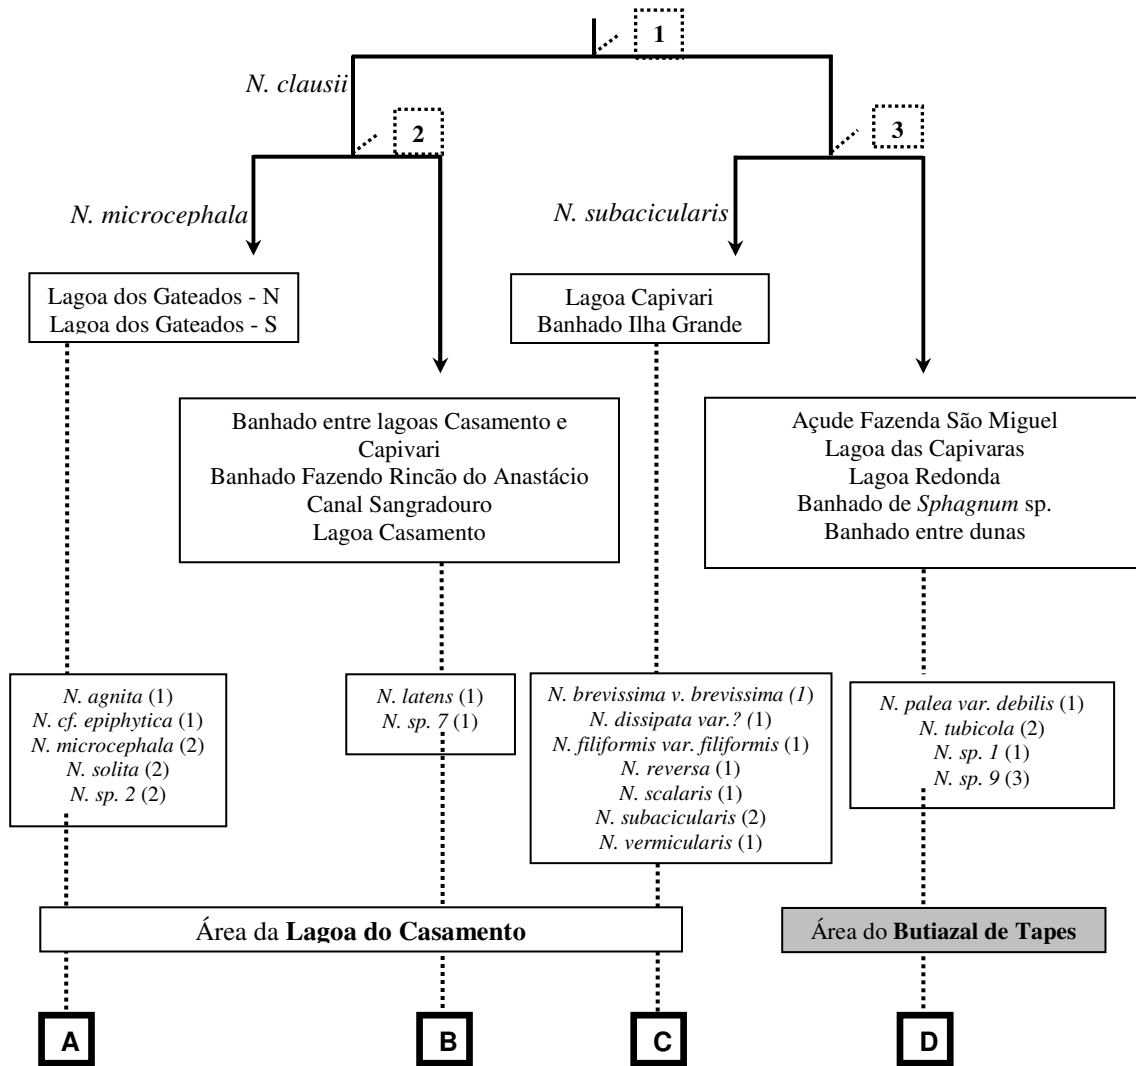 1
N. clausii
2
3
N. microcephala
N. subacicularis
Lagoa dos Gateados - N
Lagoa dos Gateados - S
Lagoa Capivari
Banhado Ilha Grande
Banhado entre lagoas Casamento e
Capivari
Banhado Fazendo Rincão do Anastácio
Canal Sangradouro
Lagoa Casamento
Açude Fazenda São Miguel
Lagoa das Capivaras
Lagoa Redonda
Banhado de Sphagnum sp.
Banhado entre dunas
N. agnita (1)
N. cf. epiphytica (1)
N. microcephala (2)
N. solita (2)
N. sp. 2 (2)
N. latens (1)
N. sp. 7 (1)
N. brevissima v. brevissima (1)
N. dissipata var.? (1)
N. filiformis var. filiformis (1)
N. reversa (1)
N. scalaris (1)
N. subacicularis (2)
N. vermicularis (1)
N. palea var. debilis (1)
N. tubicola (2)
N. sp. 1 (1)
N. sp. 9 (3)
Área da Lagoa do Casamento
Área do Butiazal de Tapes
A
B
C
D